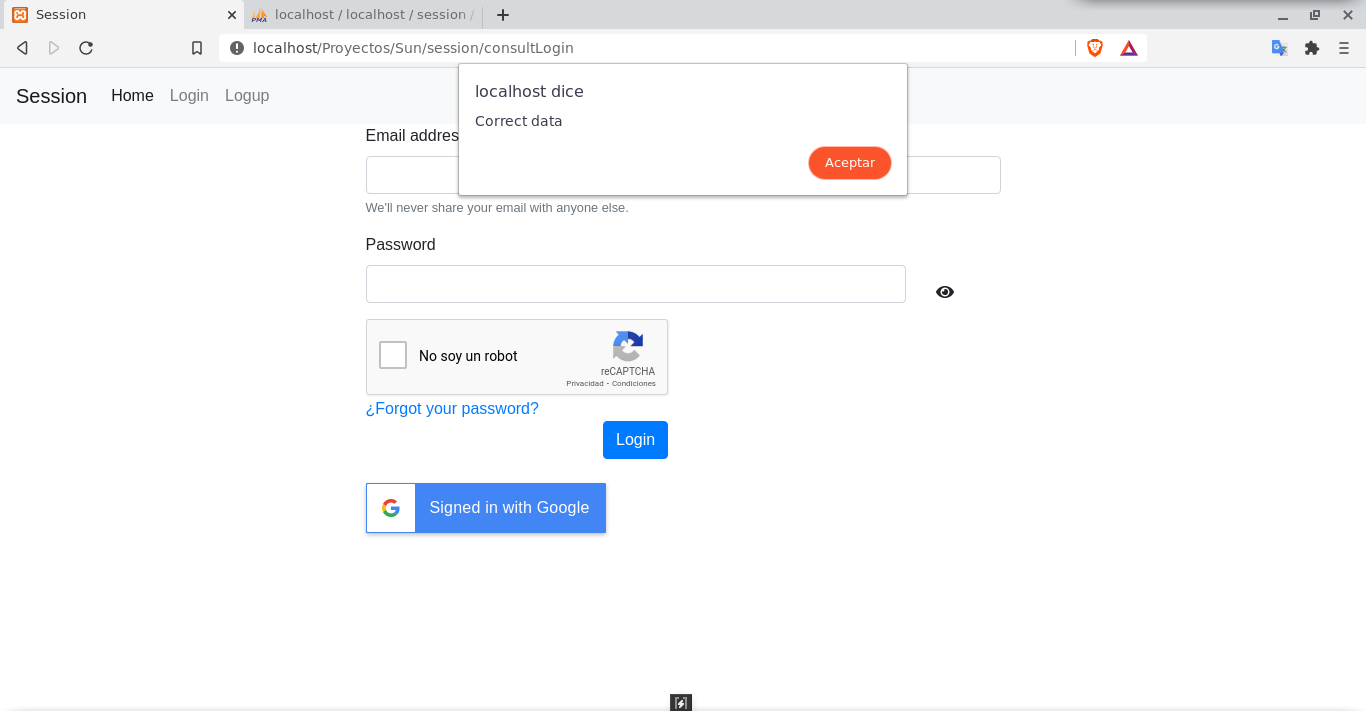 Session
localhost / localhost / session /
localhost/Proyectos/Sun/session/consultLogin
Session Home Login Logup
localhost dice
Correct data
Aceptar
Email addres
We'll never share your email with anyone else.
Password
No soy un robot
reCAPTCHA
Privacidad - Condiciones
¿Forgot your password?
Login
Signed in with Google